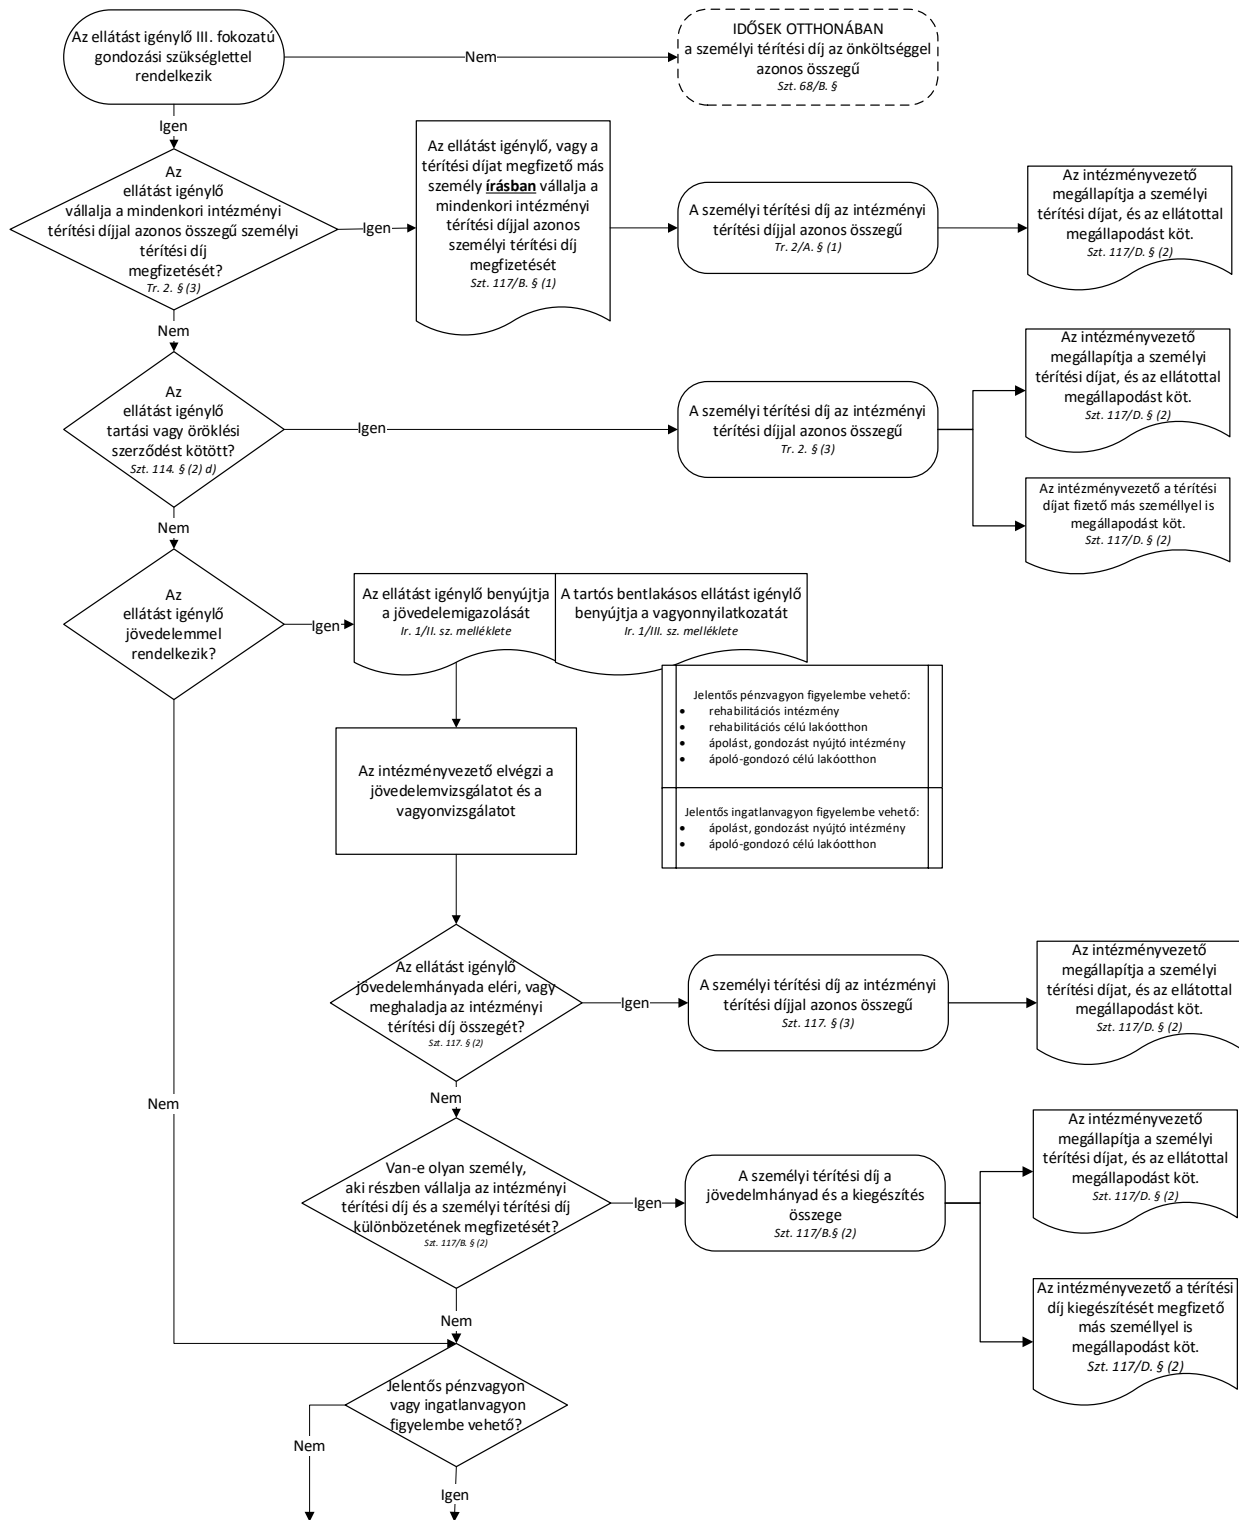 Az ellátást igénylő III. fokozatú
gondozási szükséglettel
rendelkezik
Nem
IDŐSEK OTTHONÁBAN
a személyi térítési díj az önköltséggel
azonos összegű
Szt. 68/B. §
Igen
Az
ellátást igénylő
vállalja a mindenkori intézményi
térítési díjjal azonos összegű személyi
térítési díj
megfizetését?
Tr. 2. § (3)
Igen
Az ellátást igénylő, vagy a
térítési díjat megfizető más
személy írásban vállalja a
mindenkori intézményi
térítési díjjal azonos
személyi térítési díj
megfizetését
Szt. 117/B. § (1)
A személyi térítési díj az intézményi
térítési díjjal azonos összegű
Tr. 2/A. § (1)
Az intézményvezető
megállapítja a személyi
térítési díjat, és az ellátottal
megállapodást köt.
Szt. 117/D. § (2)
Nem
Az
ellátást igénylő
tartási vagy öröklési
szerződést kötött?
Szt. 114. § (2) d)
Igen
A személyi térítési díj az intézményi
térítési díjjal azonos összegű
Tr. 2. § (3)
Az intézményvezető
megállapítja a személyi
térítési díjat, és az ellátottal
megállapodást köt.
Szt. 117/D. § (2)
Az intézményvezető a térítési
díjat fizető más személlyel is
megállapodást köt.
Szt. 117/D. § (2)
Nem
Az
ellátást igénylő
jövedelemmel
rendelkezik?
Igen
Az ellátást igénylő benyújtja
a jövedelemigazolását
Ir. 1/II. sz. melléklete
A tartós bentlakásos ellátást igénylő
benyújtja a vagyonnyilatkozatát
Ir. 1/III. sz. melléklete
Jelentős pénzvagyon figyelembe vehető:
• rehabilitációs intézmény
• rehabilitációs célú lakóotthon
• ápolást, gondozást nyújtó intézmény
• ápoló-gondozó célú lakóotthon
Jelentős ingatlanvagyon figyelembe vehető:
• ápolást, gondozást nyújtó intézmény
• ápoló-gondozó célú lakóotthon
Az intézményvezető elvégzi a
jövedelemvizsgálatot és a
vagyonvizsgálatot
Az ellátást igénylő
jövedelemhányada eléri, vagy
meghaladja az intézményi
térítési díj összegét?
Szt. 117. § (2)
Igen
A személyi térítési díj az intézményi
térítési díjjal azonos összegű
Szt. 117. § (3)
Az intézményvezető
megállapítja a személyi
térítési díjat, és az ellátottal
megállapodást köt.
Szt. 117/D. § (2)
Nem
Nem
Van-e olyan személy,
aki részben vállalja az intézményi
térítési díj és a személyi térítési díj
különbözetének megfizetését?
Szt. 117/B. § (2)
Igen
A személyi térítési díj a
jövedelmhányad és a kiegészítés
összege
Szt. 117/B.§ (2)
Az intézményvezető
megállapítja a személyi
térítési díjat, és az ellátottal
megállapodást köt.
Szt. 117/D. § (2)
Az intézményvezető a térítési
díj kiegészítését megfizető
más személlyel is
megállapodást köt.
Szt. 117/D. § (2)
Nem
Jelentős pénzvagyon
vagy ingatlanvagyon
figyelembe vehető?
Nem
Igen